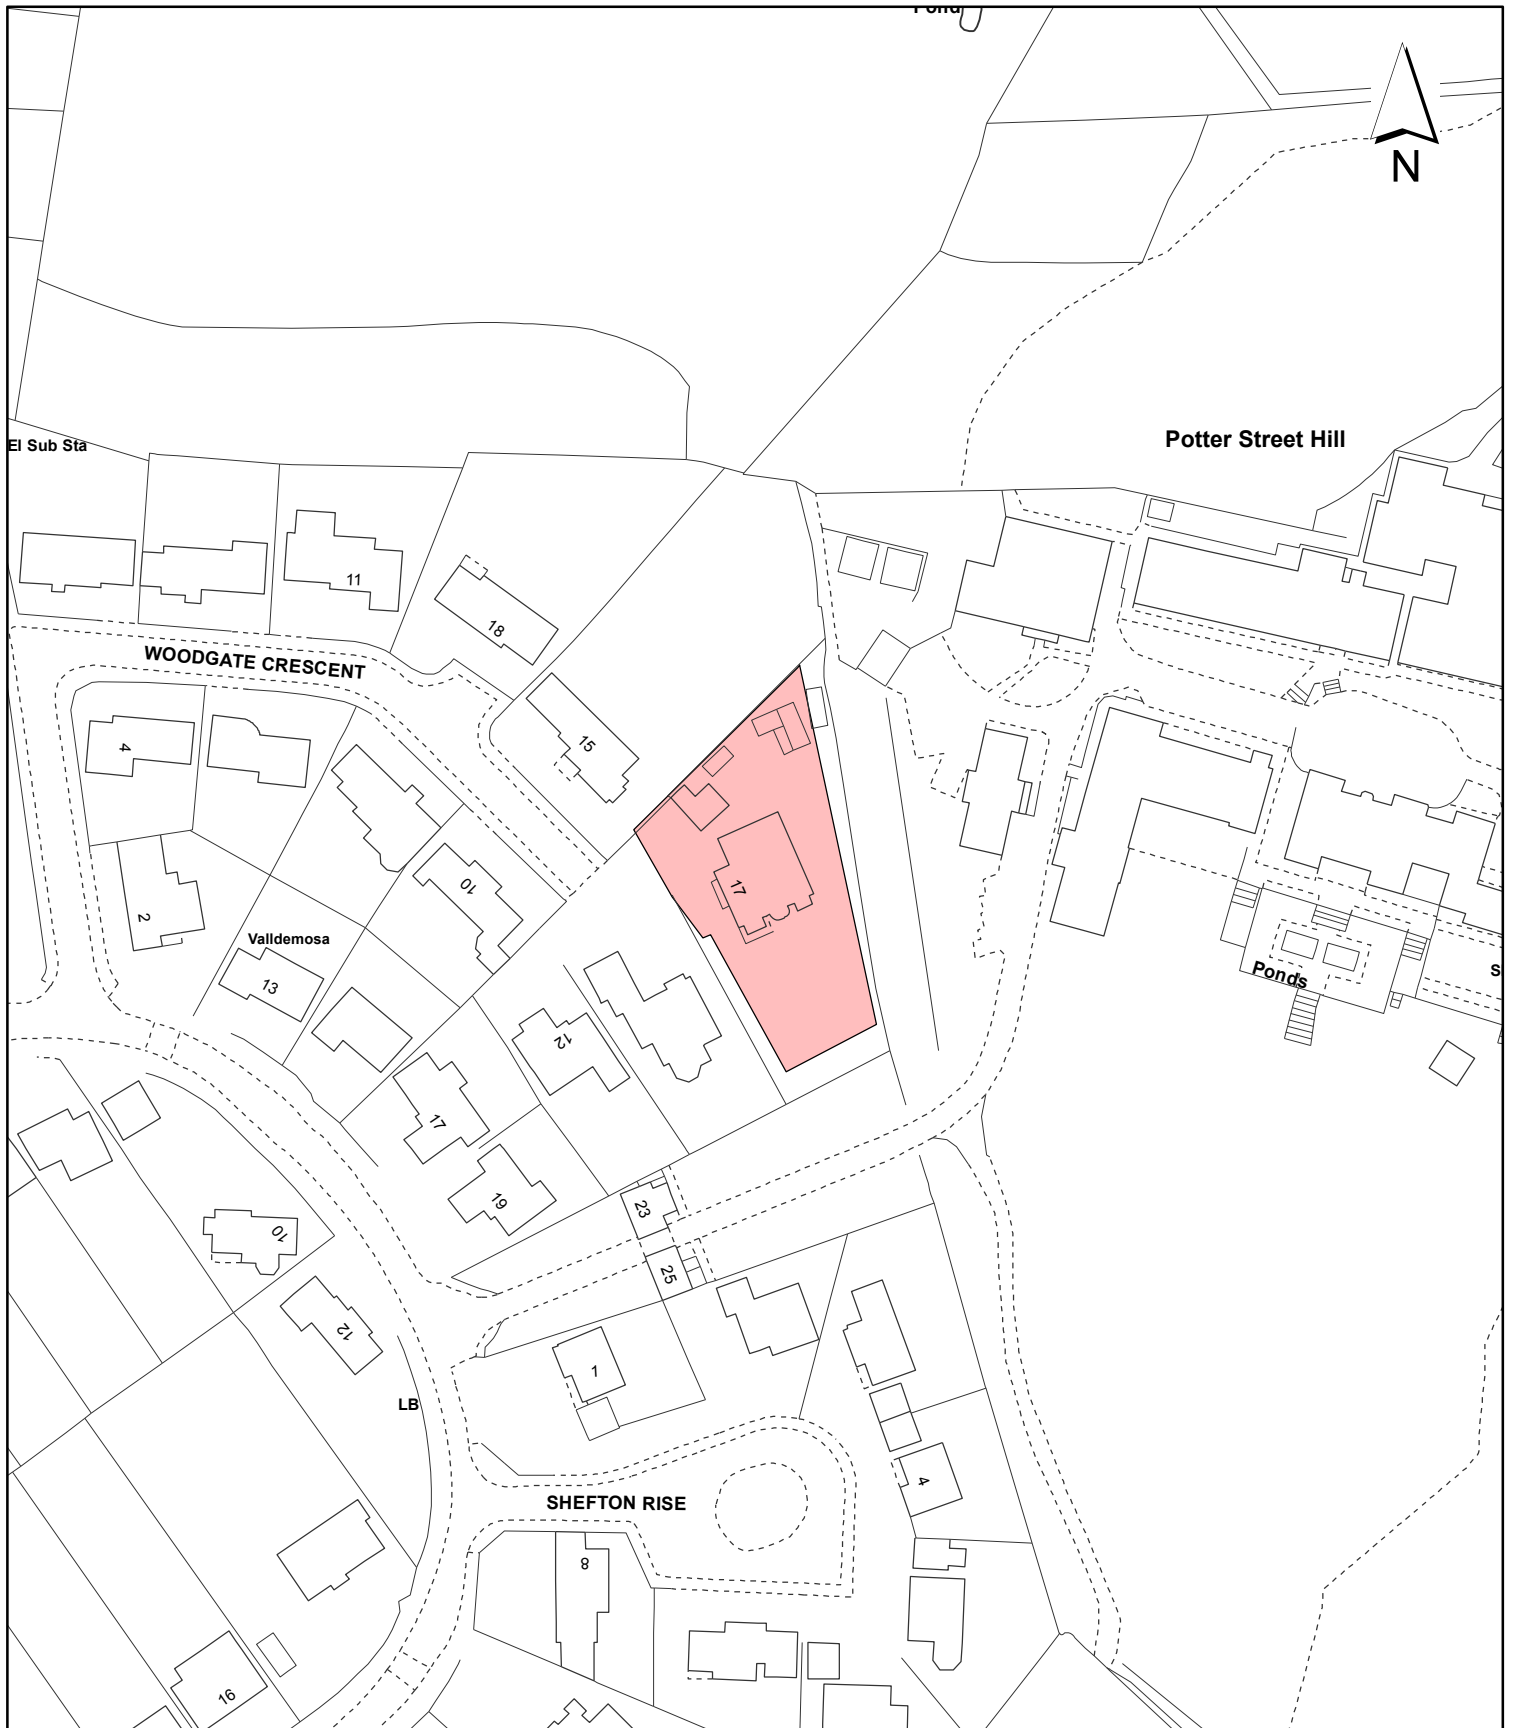 Pond
N
Potter Street Hill
El Sub Sta
11
18
WOODGATE CRESCENT
15
4
17
10
2
Valldemosa
13
Ponds
S
12
17
19
23
10
25
12
1
LB
4
SHEFTON RISE
8
16